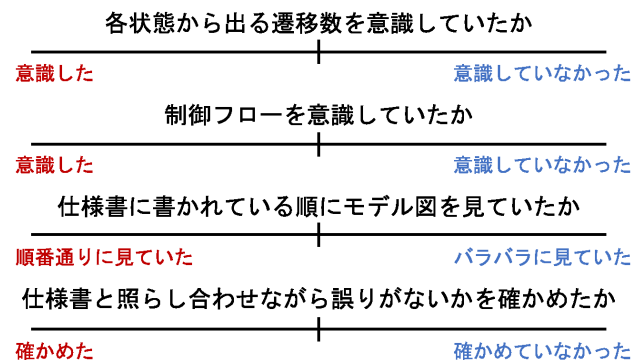 各状態から出る遷移数を意識していたか
意識した 意識していなかった
制御フローを意識していたか
意識した 意識していなかった
仕様書に書かれている順にモデル図を見ていたか
順番通りに見ていた バラバラに見ていた
仕様書と照らし合わせながら誤りがないかを確かめたか
確かめた 確かめていなかった